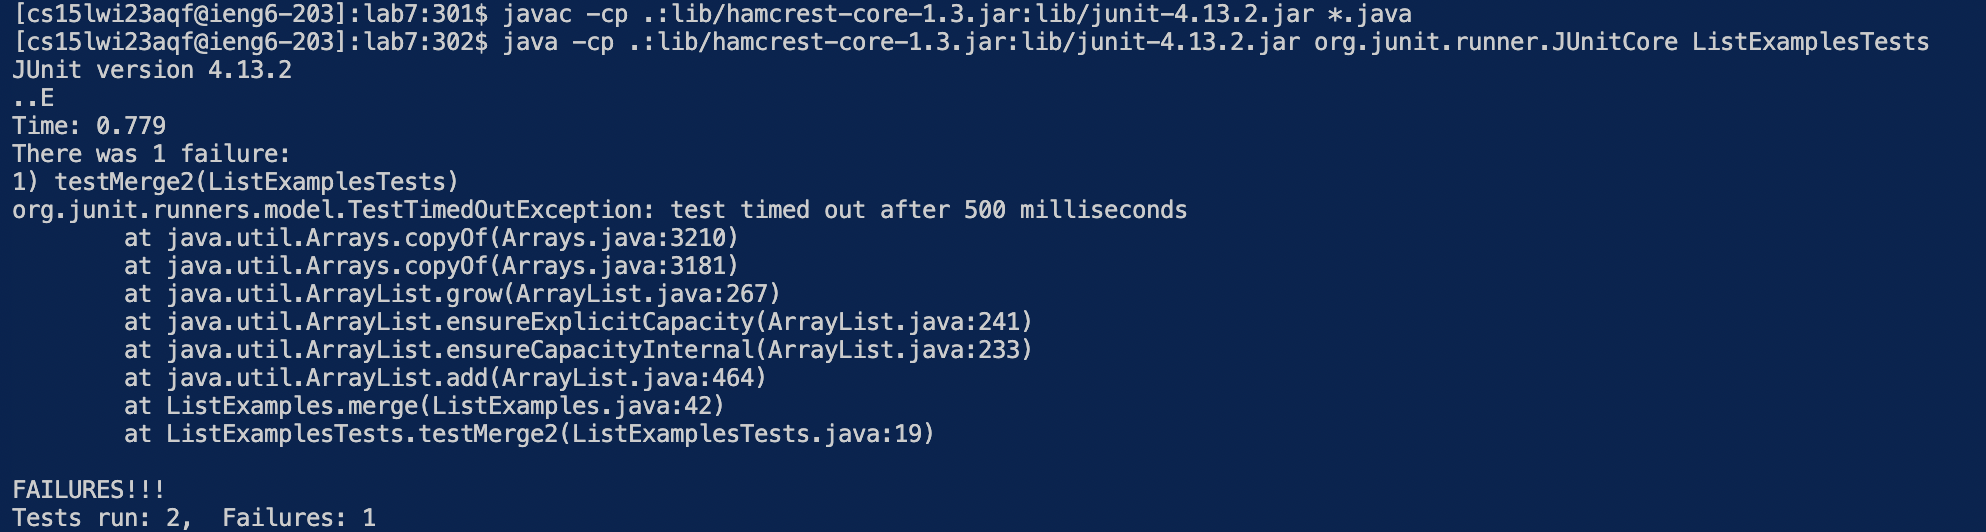 [cs15lwi23aqf@ieng6-203]:lab7:301$ javac -cp .:lib/hamcrest-core-1.3.jar:lib/junit-4.13.2.jar *.java
[cs15lwi23aqf@ieng6-203]:lab7:302$ java -cp .:lib/hamcrest-core-1.3.jar:lib/junit-4.13.2.jar org.junit.runner.JUnitCore ListExamplesTests
JUnit version 4.13.2
..E
Time: 0.779
There was 1 failure:
1) testMerge2(ListExamplesTests)
org.junit.runners.model.TestTimedOutException: test timed out after 500 milliseconds
        at java.util.Arrays.copyOf(Arrays.java:3210)
        at java.util.Arrays.copyOf(Arrays.java:3181)
        at java.util.ArrayList.grow(ArrayList.java:267)
        at java.util.ArrayList.ensureExplicitCapacity(ArrayList.java:241)
        at java.util.ArrayList.ensureCapacityInternal(ArrayList.java:233)
        at java.util.ArrayList.add(ArrayList.java:464)
        at ListExamples.merge(ListExamples.java:42)
        at ListExamplesTests.testMerge2(ListExamplesTests.java:19)

FAILURES!!!
Tests run: 2,  Failures: 1